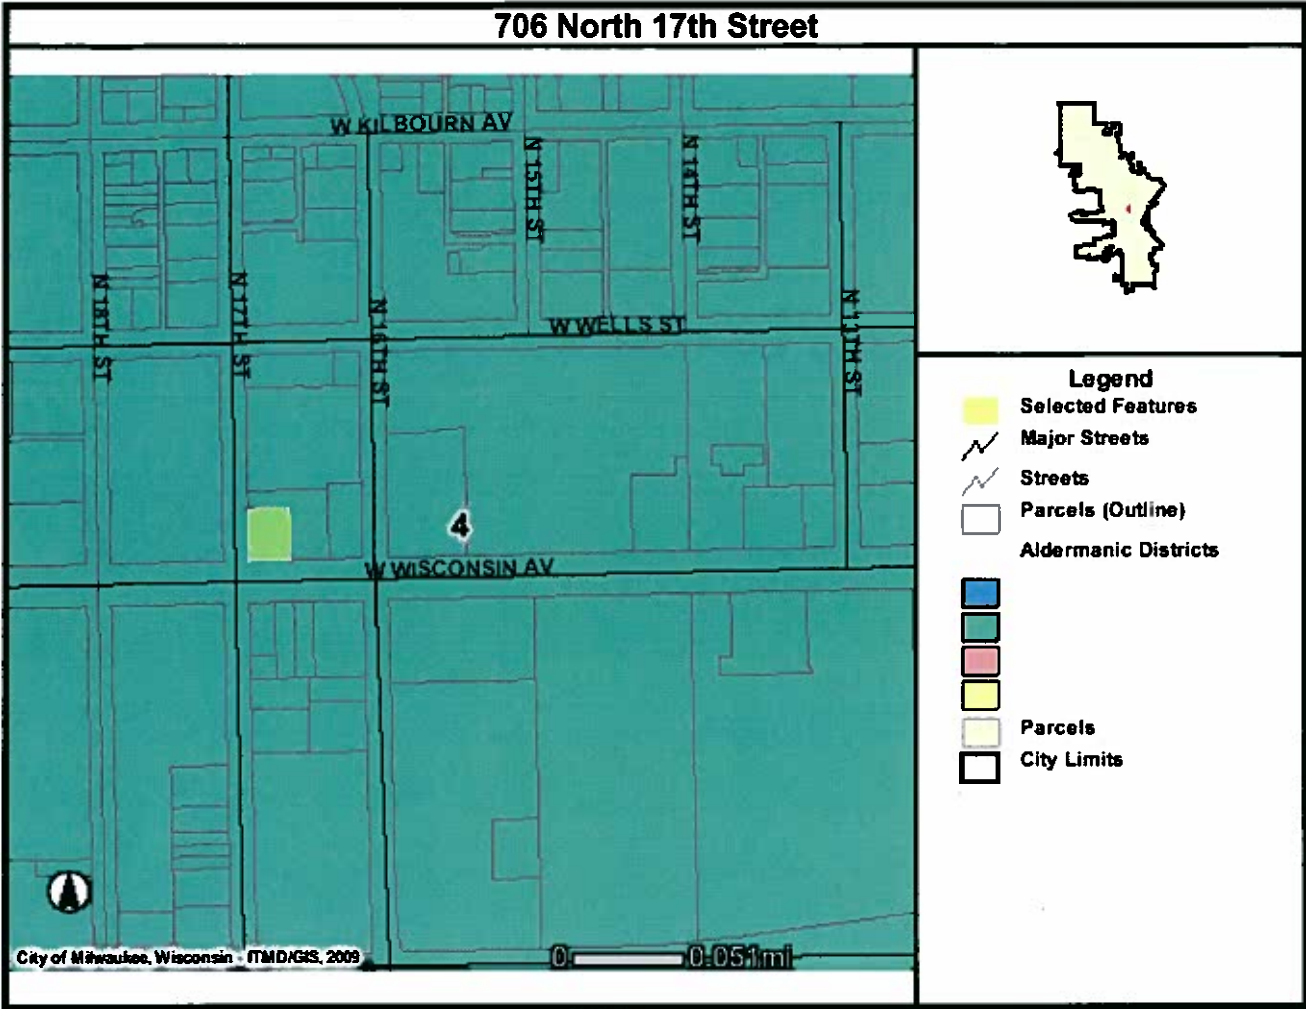 706 North 17th Street
W KILBOURN AV
N 15TH ST
N 14TH ST
N 18TH ST
N 17TH ST
N 16TH ST
W WELLS ST
N 13TH ST
4
W WISCONSIN AV
City of Milwaukee, Wisconsin - ITMD/GIS, 2009
0 0.051mi
Legend
Selected Features
Major Streets
Streets
Parcels (Outline)
Aldermanic Districts
Parcels
City Limits